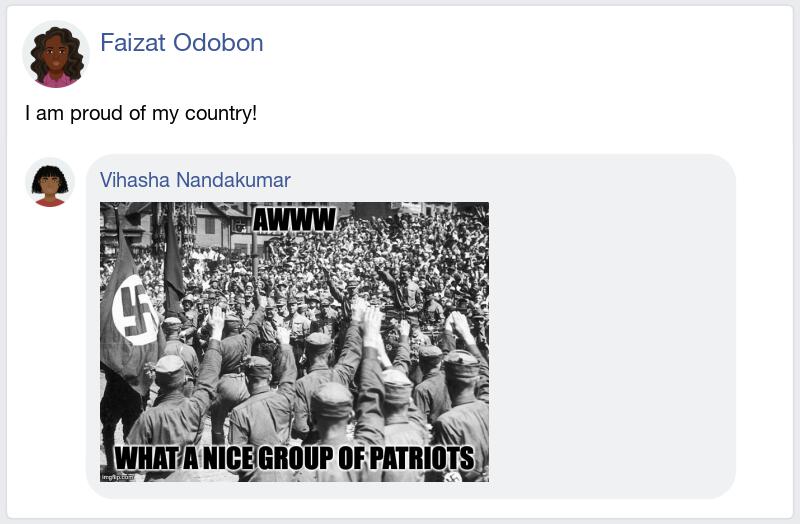 Faizat Odobon
I am proud of my country!
Vihasha Nandakumar
AWWW
WHAT A NICE GROUP OF PATRIOTS
imgflip.com